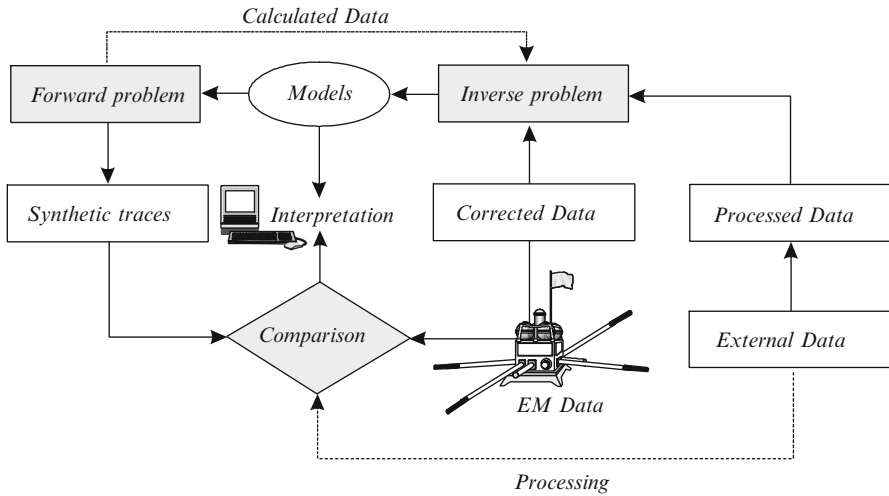 Calculated Data
Forward problem
Models
Inverse problem
Synthetic traces
Interpretation
Corrected Data
Processed Data
Comparison
External Data
EM Data
Processing